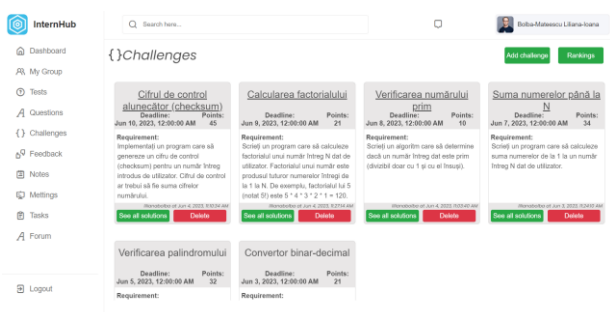 InternHub
Search here...
Bolba-Mateescu Liliana-Ioana
Dashboard
My Group
Tests
Questions
{ } Challenges
Feedback
Notes
Mettings
Tasks
Forum
Logout
{ }Challenges
Add challenge
Rankings
Cifrul de control
alunecător (checksum)
Deadline: Points:
Jun 10, 2023, 12:00:00 AM 45
Requirement:
Implementați un program care să
genereze un cifru de control
(checksum) pentru un număr întreg
introdus de utilizator. Cifrul de control
ar trebui să fie suma cifrelor
numărului.
See all solutions Delete
Calcularea factorialului
Deadline: Points:
Jun 9, 2023, 12:00:00 AM 21
Requirement:
Scrieți un program care să calculeze
factorialul unui număr întreg N dat de
utilizator. Factorialul unui număr este
produsul tuturor numerelor întregi de
la 1 la N. De exemplu, factorialul lui 5
(notat 5!) este 5 * 4 * 3 * 2 * 1 = 120.
See all solutions Delete
Verificarea numărului
prim
Deadline: Points:
Jun 8, 2023, 12:00:00 AM 10
Requirement:
Scrieți un algoritm care să determine
dacă un număr întreg dat este prim
(divizibil doar cu 1 și cu el însuși).
See all solutions Delete
Suma numerelor până la
N
Deadline: Points:
Jun 7, 2023, 12:00:00 AM 34
Requirement:
Scrieți un program care să calculeze
suma numerelor de la 1 la un număr
întreg N dat de utilizator.
See all solutions Delete
Verificarea palindromului
Deadline: Points:
Jun 5, 2023, 12:00:00 AM 32
Requirement:
Convertor binar-decimal
Deadline: Points:
Jun 3, 2023, 12:00:00 AM 21
Requirement: